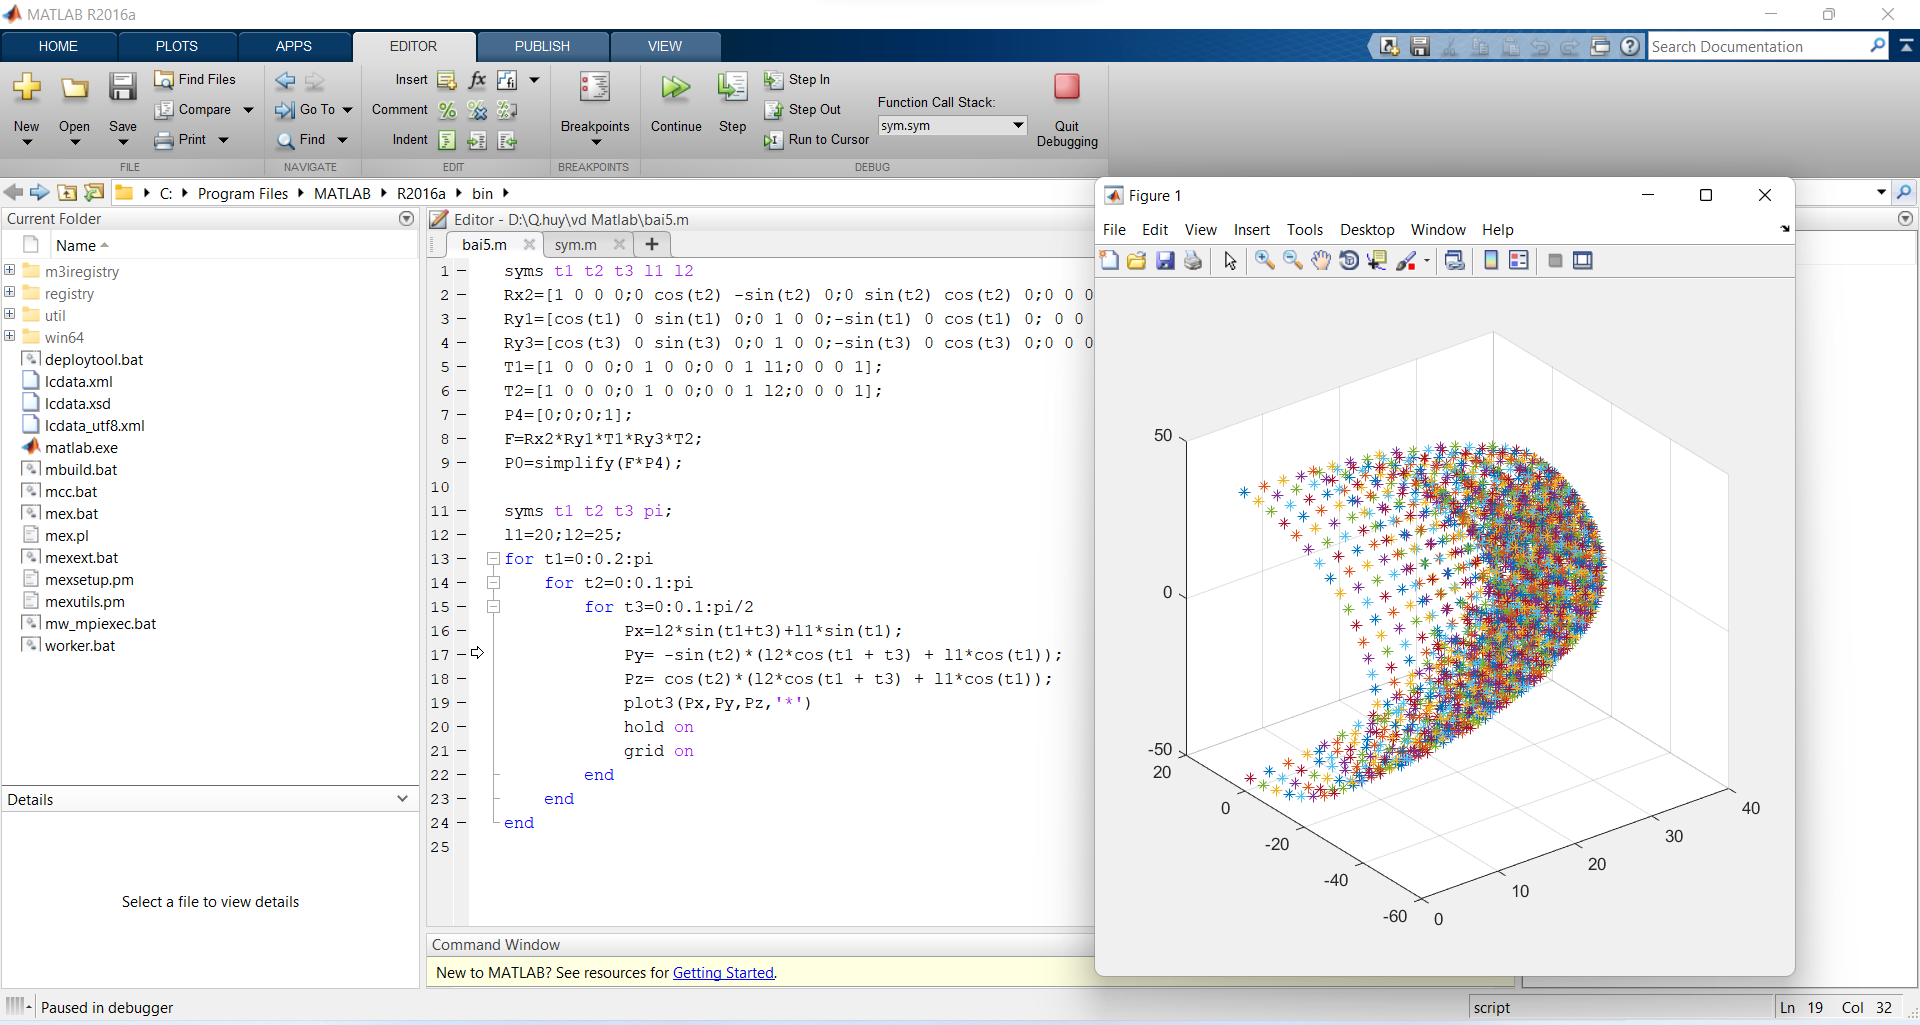 MATLAB R2016a
HOME PLOTS APPS EDITOR PUBLISH VIEW
Search Documentation
New
Open
Save
Find Files
Compare
Print
FILE
Go To
Find
NAVIGATE
Insert
Comment
Indent
EDIT
Breakpoints
BREAKPOINTS
Continue
Step
Step In
Step Out
Run to Cursor
Function Call Stack:
sym.sym
Quit Debugging
DEBUG
C: Program Files MATLAB R2016a bin
Current Folder
Name
m3iregistry
registry
util
win64
deploytool.bat
lcdata.xml
lcdata.xsd
lcdata_utf8.xml
matlab.exe
mbuild.bat
mcc.bat
mex.bat
mex.pl
mexext.bat
mexsetup.pm
mexutils.pm
mw_mpiexec.bat
worker.bat
Details
Select a file to view details
Editor - D:\Q.huy\vd Matlab\bai5.m
bai5.m sym.m
1 syms t1 t2 t3 l1 l2
2 Rx2=[1 0 0 0;0 cos(t2) -sin(t2) 0;0 sin(t2) cos(t2) 0;0 0 0
3 Ry1=[cos(t1) 0 sin(t1) 0;0 1 0 0;-sin(t1) 0 cos(t1) 0; 0 0
4 Ry3=[cos(t3) 0 sin(t3) 0;0 1 0 0;-sin(t3) 0 cos(t3) 0;0 0 0
5 T1=[1 0 0 0;0 1 0 0;0 0 1 l1;0 0 0 1];
6 T2=[1 0 0 0;0 1 0 0;0 0 1 l2;0 0 0 1];
7 P4=[0;0;0;1];
8 F=Rx2*Ry1*T1*Ry3*T2;
9 P0=simplify(F*P4);
10
11 syms t1 t2 t3 pi;
12 l1=20;l2=25;
13 for t1=0:0.2:pi
14 for t2=0:0.1:pi
15 for t3=0:0.1:pi/2
16 Px=l2*sin(t1+t3)+l1*sin(t1);
17 Py= -sin(t2)*(l2*cos(t1 + t3) + l1*cos(t1));
18 Pz= cos(t2)*(l2*cos(t1 + t3) + l1*cos(t1));
19 plot3(Px,Py,Pz,'*')
20 hold on
21 grid on
22 end
23 end
24 end
25
Command Window
New to MATLAB? See resources for Getting Started.
Figure 1
File Edit View Insert Tools Desktop Window Help
50
0
-50
20
0
-20
-40
-60
0
10
20
30
40
Paused in debugger
script
Ln 19 Col 32